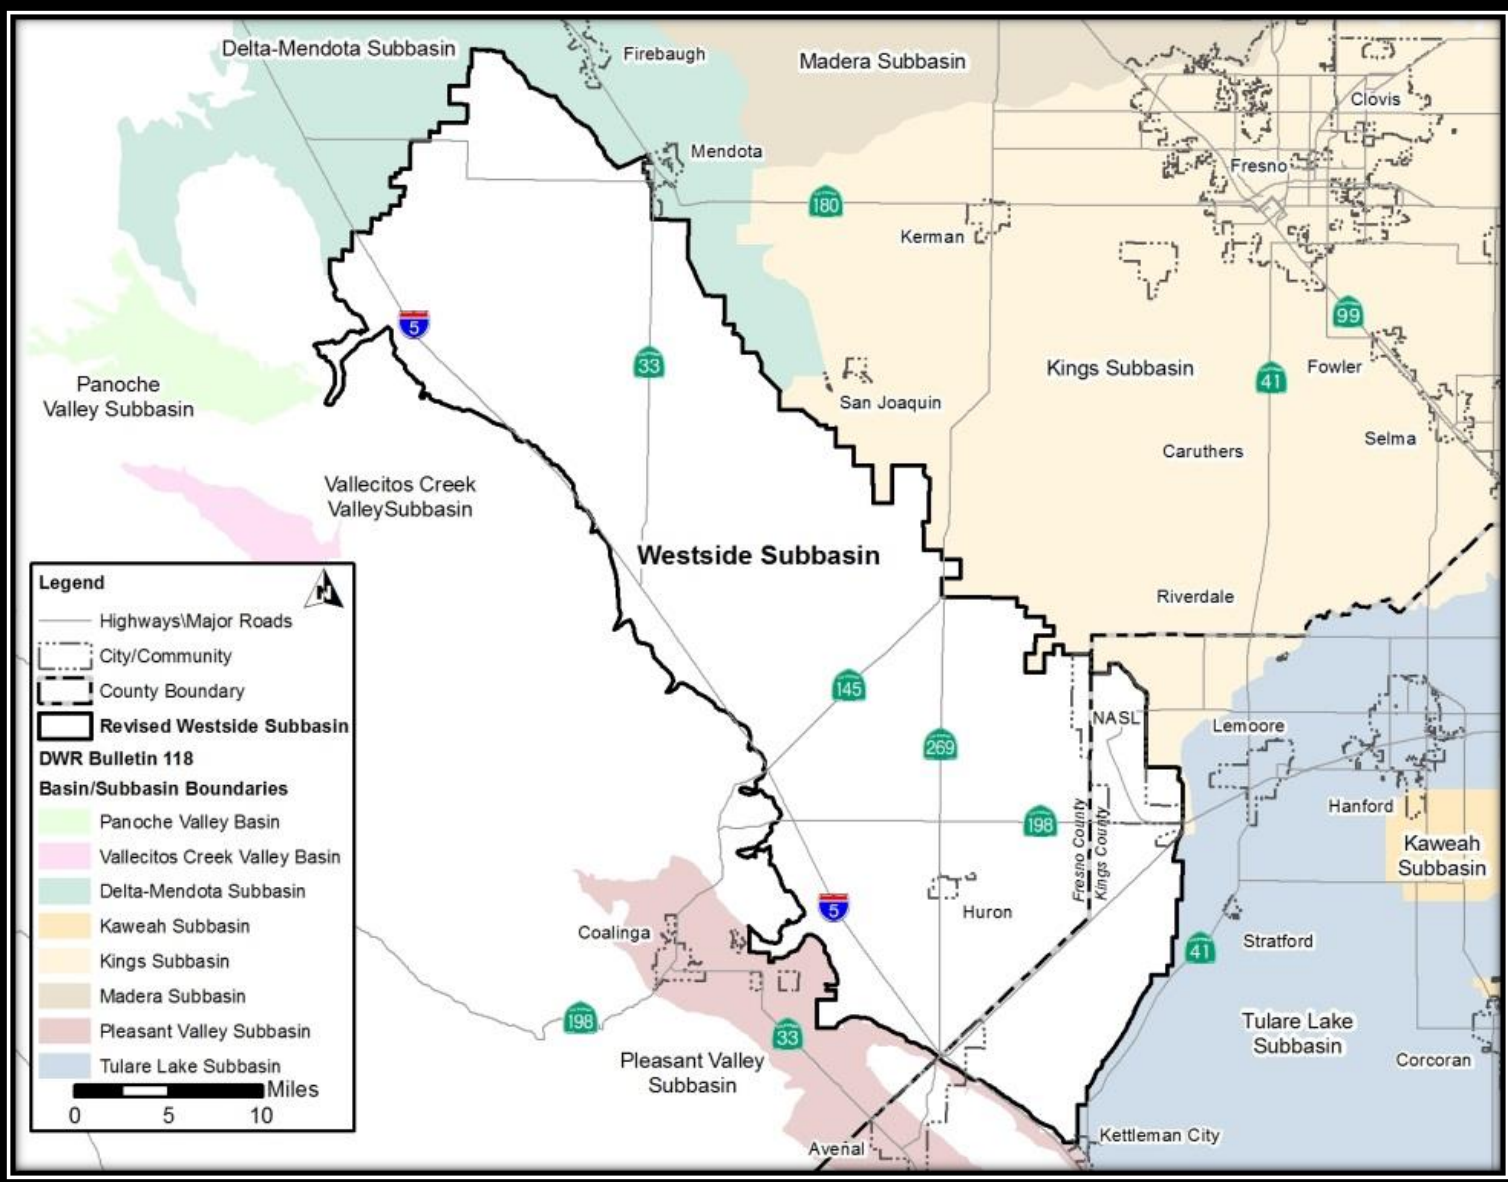 Delta-Mendota Subbasin
Firebaugh
Madera Subbasin
Clovis
Mendota
Fresno
180
Kerman
99
5
33
Kings Subbasin
Fowler
41
Panoche
Valley Subbasin
San Joaquin
Selma
Caruthers
Vallecitos Creek
ValleySubbasin
Westside Subbasin
Riverdale
145
NASL
269
Lemoore
Hanford
198
Fresno County
Kings County
Kaweah
Subbasin
Huron
5
Coalinga
Stratford
41
198
33
Tulare Lake
Subbasin
Pleasant Valley
Subbasin
Corcoran
Avenal
Kettleman City
Legend
N
Highways\Major Roads
City/Community
County Boundary
Revised Westside Subbasin
DWR Bulletin 118
Basin/Subbasin Boundaries
Panoche Valley Basin
Vallecitos Creek Valley Basin
Delta-Mendota Subbasin
Kaweah Subbasin
Kings Subbasin
Madera Subbasin
Pleasant Valley Subbasin
Tulare Lake Subbasin
Miles
0 5 10